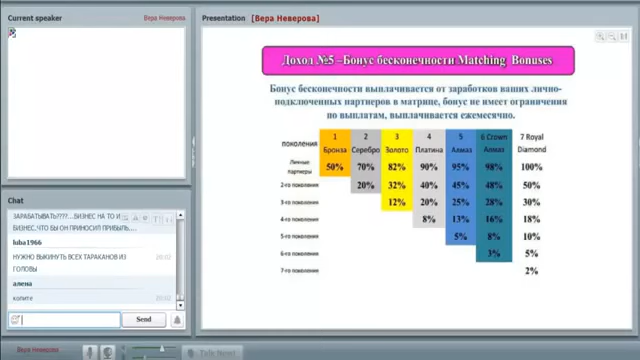 Current speaker
Вера Неверова
Presentation [Вера Неверова]
Доход №5 –Бонус бесконечности Matching Bonuses
Бонус бесконечности выплачивается от заработков ваших лично-
подключенных партнеров в матрице, бонус не имеет ограничения
по выплатам, выплачивается ежемесячно.
поколения 1 Бронза 2 Серебро 3 Золото 4 Платина 5 Алмаз 6 Crown Алмаз 7 Royal Diamond
Личные партнеры 50% 70% 82% 90% 95% 98% 100%
2-го поколения 20% 32% 40% 45% 48% 50%
3-го поколения 12% 20% 25% 28% 30%
4-го поколения 8% 13% 16% 18%
5-го поколения 5% 8% 10%
6-го поколения 3% 5%
7-го поколения 2%
Chat
ЗАРАБАТЫВАТЬ????...БИЗНЕС НА ТО И
БИЗНЕС,ЧТО БЫ ОН ПРИНОСИЛ ПРИБЫЛЬ....
luba1966
НУЖНО ВЫКИНУТЬ ВСЕХ ТАРАКАНОВ ИЗ 20:02
ГОЛОВЫ
алена
копите 20:02
Send
Вера Неверова
Talk Now!